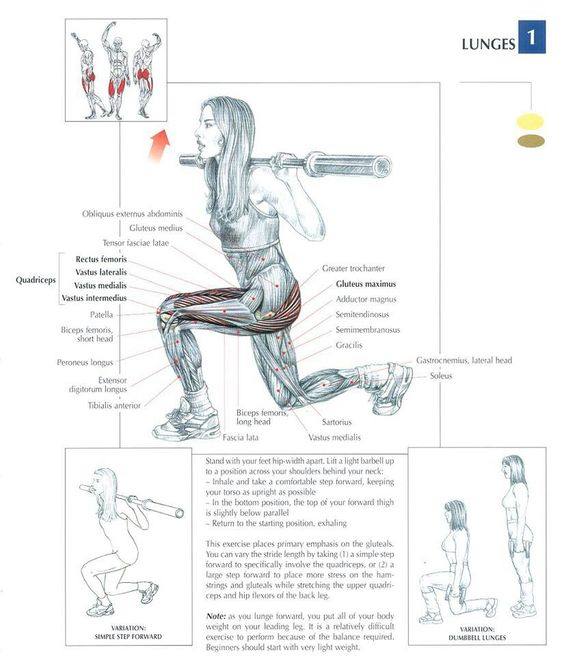 LUNGES 1
Obliquus externus abdominis
Gluteus medius
Tensor fasciae latae
Rectus femoris
Vastus lateralis
Quadriceps
Vastus medialis
Vastus intermedius
Patella
Biceps femoris,
short head
Peroneus longus
Extensor
digitorum longus
Tibialis anterior
Greater trochanter
Gluteus maximus
Adductor magnus
Semitendinosus
Semimembranosus
Gracilis
Gastrocnemius, lateral head
Soleus
Biceps femoris,
long head
Sartorius
Fascia lata
Vastus medialis
Stand with your feet hip-width apart. Lift a light barbell up
to a position across your shoulders behind your neck:
– Inhale and take a comfortable step forward, keeping
your torso as upright as possible
– In the bottom position, the top of your forward thigh
is slightly below parallel
– Return to the starting position, exhaling
This exercise places primary emphasis on the gluteals.
You can vary the stride length by taking (1) a simple step
forward to specifically involve the quadriceps, or (2) a
large step forward to place more stress on the ham-
strings and gluteals while stretching the upper quadri-
ceps and hip flexors of the back leg.
Note: as you lunge forward, you put all of your body
weight on your leading leg. It is a relatively difficult
exercise to perform because of the balance required.
Beginners should start with very light weight.
VARIATION:
SIMPLE STEP FORWARD
VARIATION:
DUMBBELL LUNGES